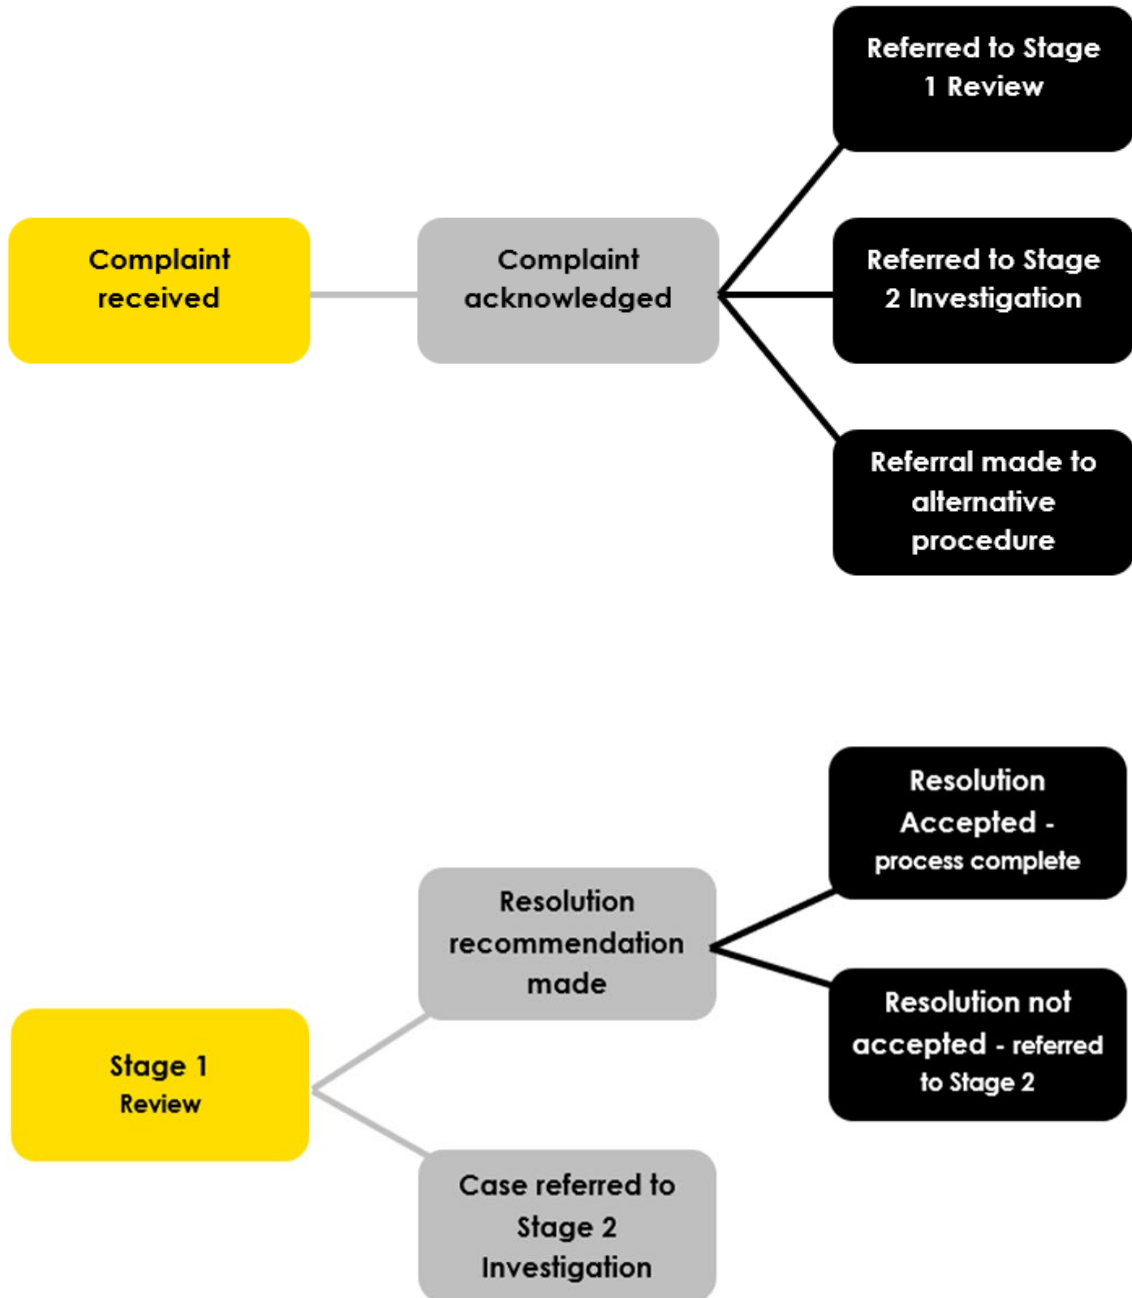 Complaint
received
Complaint
acknowledged
Referred to Stage
1 Review
Referred to Stage
2 Investigation
Referral made to
alternative
procedure
Stage 1
Review
Resolution
recommendation
made
Resolution
Accepted -
process complete
Resolution not
accepted - referred
to Stage 2
Case referred to
Stage 2
Investigation